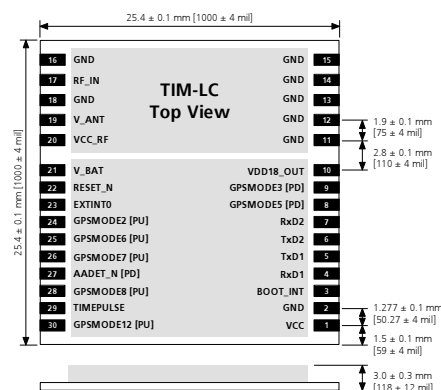 25.4 ± 0.1 mm [1000 ± 4 mil]
25.4 ± 0.1 mm [1000 ± 4 mil]
TIM-LC
Top View
16 GND GND 15
17 RF_IN GND 14
18 GND GND 13
19 V_ANT GND 12
20 VCC_RF GND 11
1.9 ± 0.1 mm
[75 ± 4 mil]
2.8 ± 0.1 mm
[110 ± 4 mil]
21 V_BAT VDD18_OUT 10
22 RESET_N GPSMODE3 [PD] 9
23 EXTINT0 GPSMODE5 [PD] 8
24 GPSMODE2 [PU] RxD2 7
25 GPSMODE6 [PU] TxD2 6
26 GPSMODE7 [PU] TxD1 5
27 AADET_N [PD] RxD1 4
28 GPSMODE8 [PU] BOOT_INT 3
29 TIMEPULSE GND 2
30 GPSMODE12 [PU] VCC 1
1.277 ± 0.1 mm
[50.27 ± 4 mil]
1.5 ± 0.1 mm
[59 ± 4 mil]
3.0 ± 0.3 mm
[118 ± 12 mil]